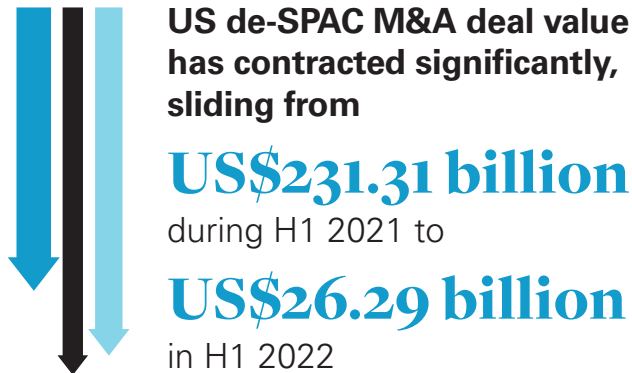 US de-SPAC M&A deal value
has contracted significantly,
sliding from
US$231.31 billion
during H1 2021 to
US$26.29 billion
in H1 2022